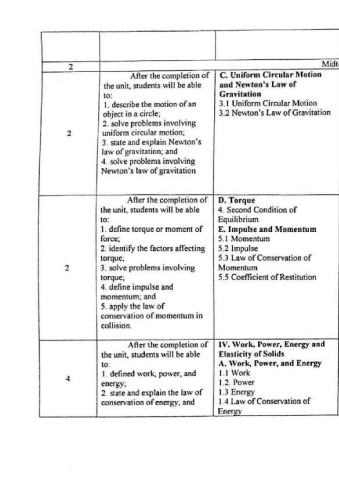 2
Midt
After the completion of
the unit, students will be able
to:
1. describe the motion of an
object in a circle;
2. solve problems involving
uniform circular motion;
3. state and explain Newton's
law of gravitation; and
4. solve problems involving
Newton's law of gravitation
2
C. Uniform Circular Motion
and Newton's Law of
Gravitation
3.1 Uniform Circular Motion
3.2 Newton's Law of Gravitation
After the completion of
the unit, students will be able
to:
1. define torque or moment of
force;
2. identify the factors affecting
torque;
3. solve problems involving
torque;
4. define impulse and
momentum; and
5. apply the law of
conservation of momentum in
collision.
2
D. Torque
4. Second Condition of
Equilibrium
E. Impulse and Momentum
5.1 Momentum
5.2 Impulse
5.3 Law of Conservation of
Momentum
5.5 Coefficient of Restitution
After the completion of
the unit, students will be able
to:
1. defined work, power, and
energy;
2. state and explain the law of
conservation of energy; and
4
IV. Work, Power, Energy and
Elasticity of Solids
A. Work, Power, and Energy
1.1 Work
1.2. Power
1.3 Energy
1.4 Law of Conservation of
Energy